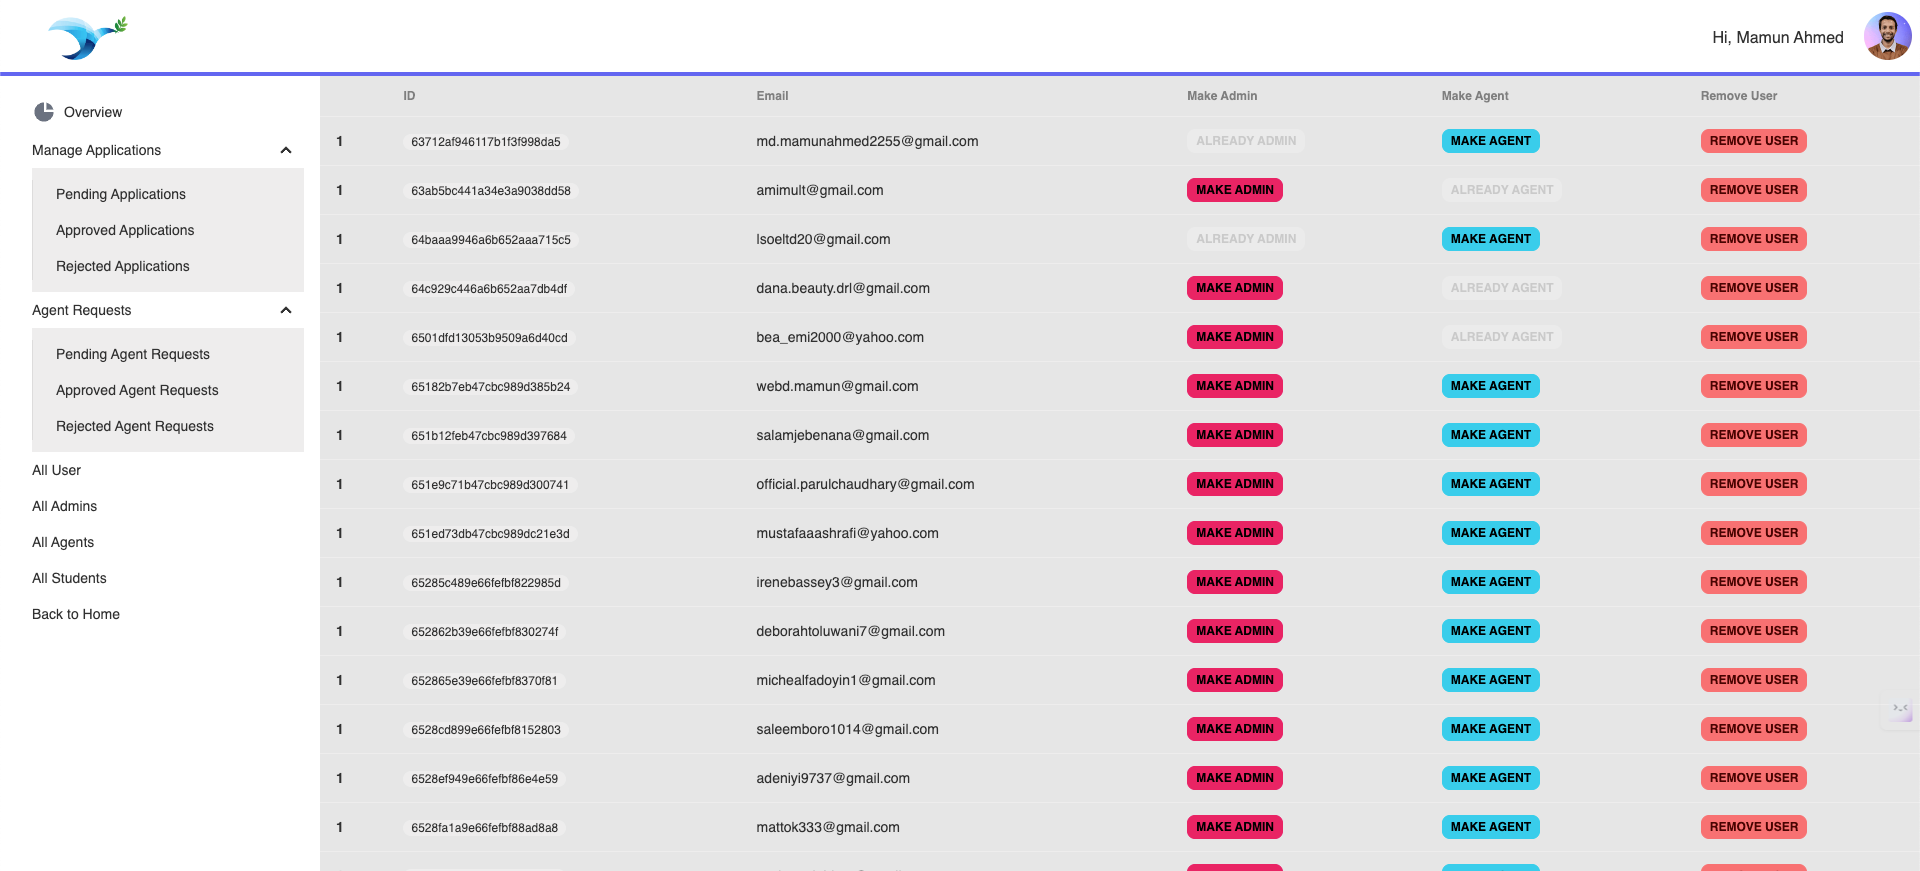 Hi, Mamun Ahmed
Overview
Manage Applications
Pending Applications
Approved Applications
Rejected Applications
Agent Requests
Pending Agent Requests
Approved Agent Requests
Rejected Agent Requests
All User
All Admins
All Agents
All Students
Back to Home
ID Email Make Admin Make Agent Remove User
1 63712af946117b1f3f998da5 md.mamunahmed2255@gmail.com ALREADY ADMIN MAKE AGENT REMOVE USER
1 63ab5bc441a34e3a9038dd58 amimult@gmail.com MAKE ADMIN ALREADY AGENT REMOVE USER
1 64baaa9946a6b652aaa715c5 lsoeltd20@gmail.com ALREADY ADMIN MAKE AGENT REMOVE USER
1 64c929c446a6b652aa7db4df dana.beauty.drl@gmail.com MAKE ADMIN ALREADY AGENT REMOVE USER
1 6501dfd13053b9509a6d40cd bea_emi2000@yahoo.com MAKE ADMIN ALREADY AGENT REMOVE USER
1 65182b7eb47cbc989d385b24 webd.mamun@gmail.com MAKE ADMIN MAKE AGENT REMOVE USER
1 651b12feb47cbc989d397684 salamjebenana@gmail.com MAKE ADMIN MAKE AGENT REMOVE USER
1 651e9c71b47cbc989d300741 official.parulchaudhary@gmail.com MAKE ADMIN MAKE AGENT REMOVE USER
1 651ed73db47cbc989dc21e3d mustafaaashrafi@yahoo.com MAKE ADMIN MAKE AGENT REMOVE USER
1 65285c489e66fefbf822985d irenebassey3@gmail.com MAKE ADMIN MAKE AGENT REMOVE USER
1 652862b39e66fefbf830274f deborahtoluwani7@gmail.com MAKE ADMIN MAKE AGENT REMOVE USER
1 652865e39e66fefbf8370f81 michealfadoyin1@gmail.com MAKE ADMIN MAKE AGENT REMOVE USER
1 6528cd899e66fefbf8152803 saleemboro1014@gmail.com MAKE ADMIN MAKE AGENT REMOVE USER
1 6528ef949e66fefbf86e4e59 adeniyi9737@gmail.com MAKE ADMIN MAKE AGENT REMOVE USER
1 6528fa1a9e66fefbf88ad8a8 mattok333@gmail.com MAKE ADMIN MAKE AGENT REMOVE USER